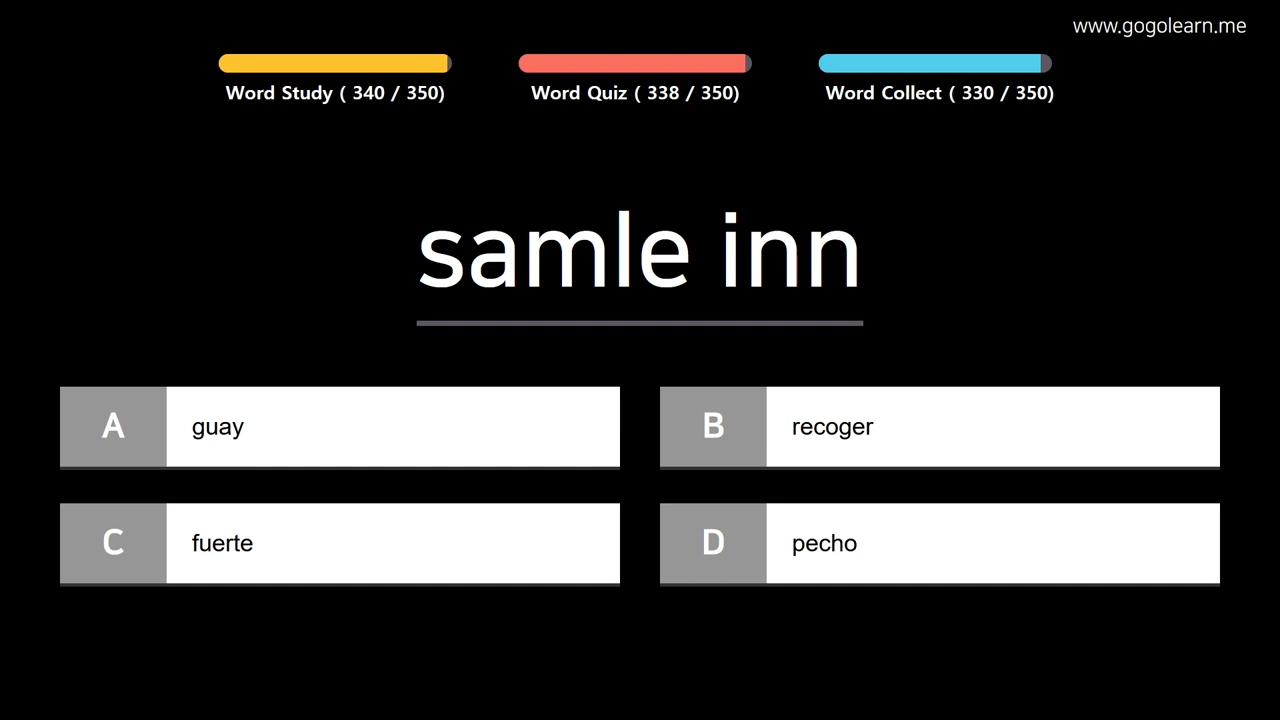 www.gogolearn.me
Word Study ( 340 / 350)
Word Quiz ( 338 / 350)
Word Collect ( 330 / 350)
samle inn
A guay
B recoger
C fuerte
D pecho